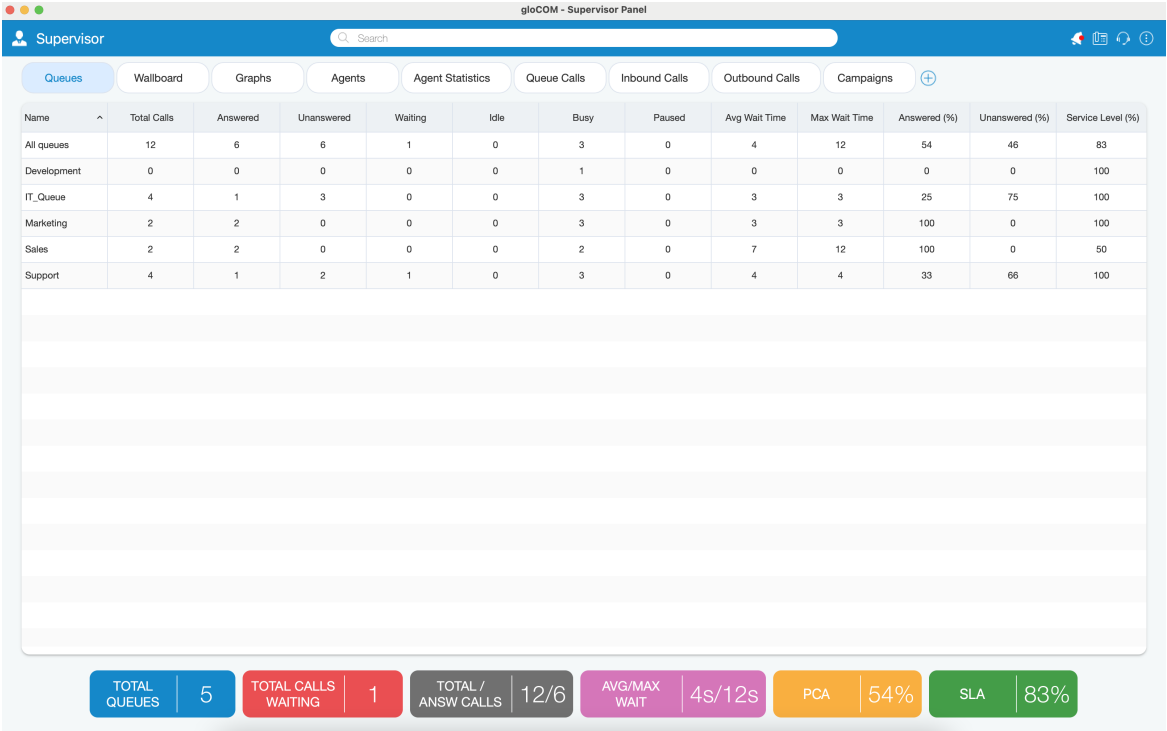 gloCOM - Supervisor Panel
Supervisor
Search
Queues Wallboard Graphs Agents Agent Statistics Queue Calls Inbound Calls Outbound Calls Campaigns
Name Total Calls Answered Unanswered Waiting Idle Busy Paused Avg Wait Time Max Wait Time Answered (%) Unanswered (%) Service Level (%)
All queues 12 6 6 1 0 3 0 4 12 54 46 83
Development 0 0 0 0 0 1 0 0 0 0 0 100
IT_Queue 4 1 3 0 0 3 0 3 3 25 75 100
Marketing 2 2 0 0 0 3 0 3 3 100 0 100
Sales 2 2 0 0 0 2 0 7 12 100 0 50
Support 4 1 2 1 0 3 0 4 4 33 66 100
TOTAL QUEUES 5
TOTAL CALLS WAITING 1
TOTAL / ANSW CALLS 12/6
AVG/MAX WAIT 4s/12s
PCA 54%
SLA 83%